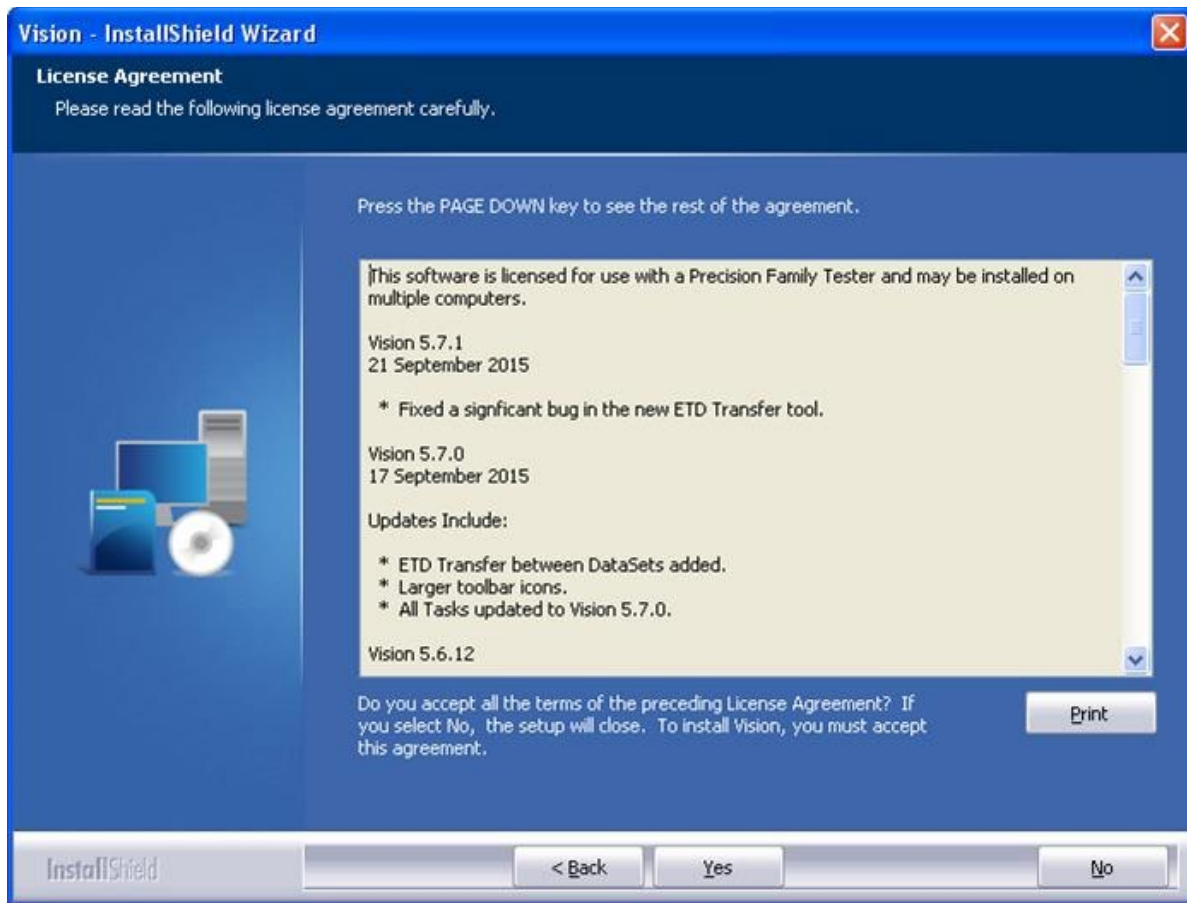 Vision - InstallShield Wizard
License Agreement
Please read the following license agreement carefully.
Press the PAGE DOWN key to see the rest of the agreement.
This software is licensed for use with a Precision Family Tester and may be installed on
multiple computers.
Vision 5.7.1
21 September 2015
* Fixed a signficant bug in the new ETD Transfer tool.
Vision 5.7.0
17 September 2015
Updates Include:
* ETD Transfer between DataSets added.
* Larger toolbar icons.
* All Tasks updated to Vision 5.7.0.
Vision 5.6.12
Do you accept all the terms of the preceding License Agreement? If
you select No, the setup will close. To install Vision, you must accept
this agreement.
Print
InstallShield
< Back
Yes
No